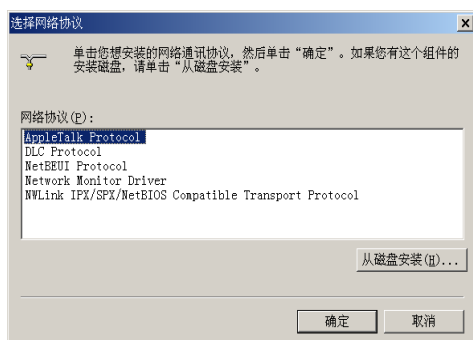 选择网络协议
单击您想安装的网络通讯协议，然后单击“确定”。如果您有这个组件的
安装磁盘，请单击“从磁盘安装”。
网络协议(P):
AppleTalk Protocol
DLC Protocol
NetBEUI Protocol
Network Monitor Driver
NWLink IPX/SPX/NetBIOS Compatible Transport Protocol
从磁盘安装(H)...
确定
取消